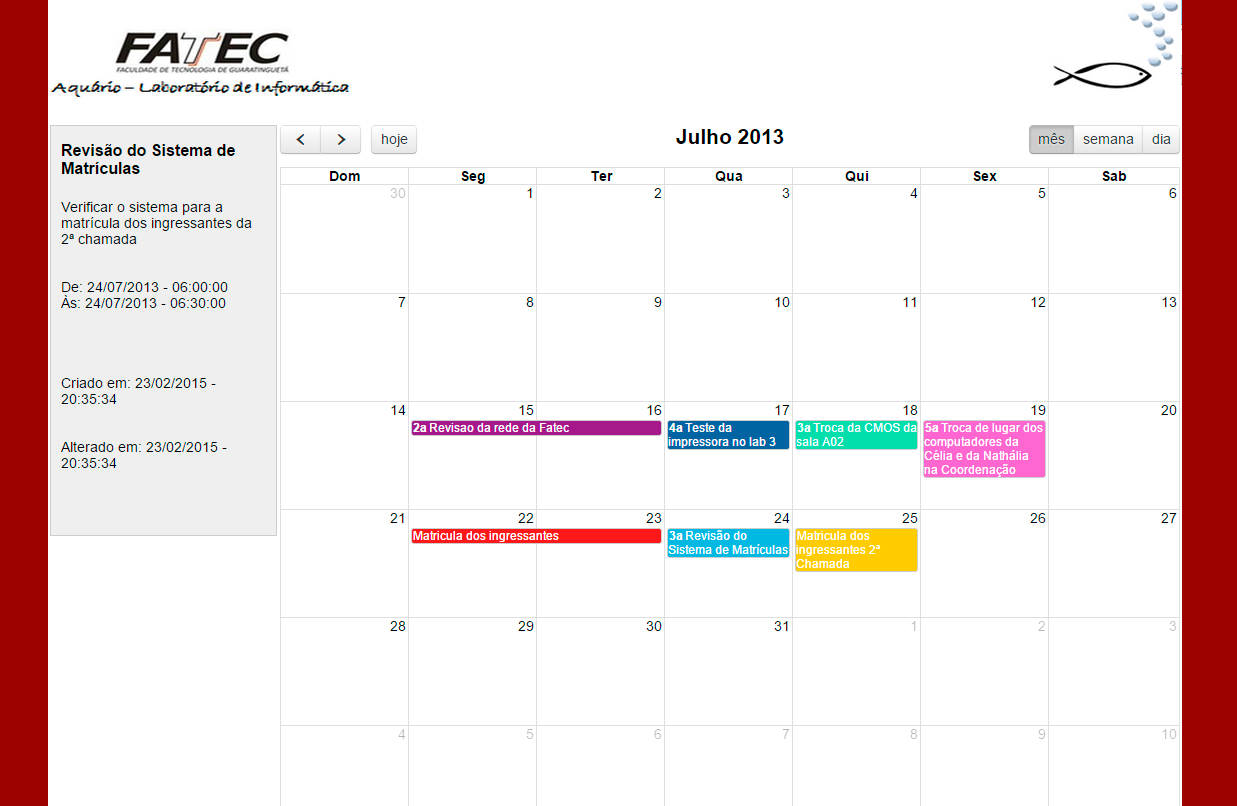 FATEC
FACULDADE DE TECNOLOGIA DE GUARATINGUETÁ
Aquário - Laboratório de Informática
Revisão do Sistema de
Matrículas
Verificar o sistema para a
matrícula dos ingressantes da
2ª chamada
De: 24/07/2013 - 06:00:00
Às: 24/07/2013 - 06:30:00
Criado em: 23/02/2015 -
20:35:34
Alterado em: 23/02/2015 -
20:35:34
hoje
Julho 2013
mês semana dia
Dom Seg Ter Qua Qui Sex Sab
30 1 2 3 4 5 6
7 8 9 10 11 12 13
14 15 16 17 18 19 20
2a Revisao da rede da Fatec
4a Teste da
impressora no lab 3
3a Troca da CMOS da
sala A02
5a Troca de lugar dos
computadores da
Célia e da Nathália
na Coordenação
21 22 23 24 25 26 27
Matricula dos ingressantes
3a Revisão do
Sistema de Matrículas
Matricula dos
ingressantes 2ª
Chamada
28 29 30 31 1 2 3
4 5 6 7 8 9 10